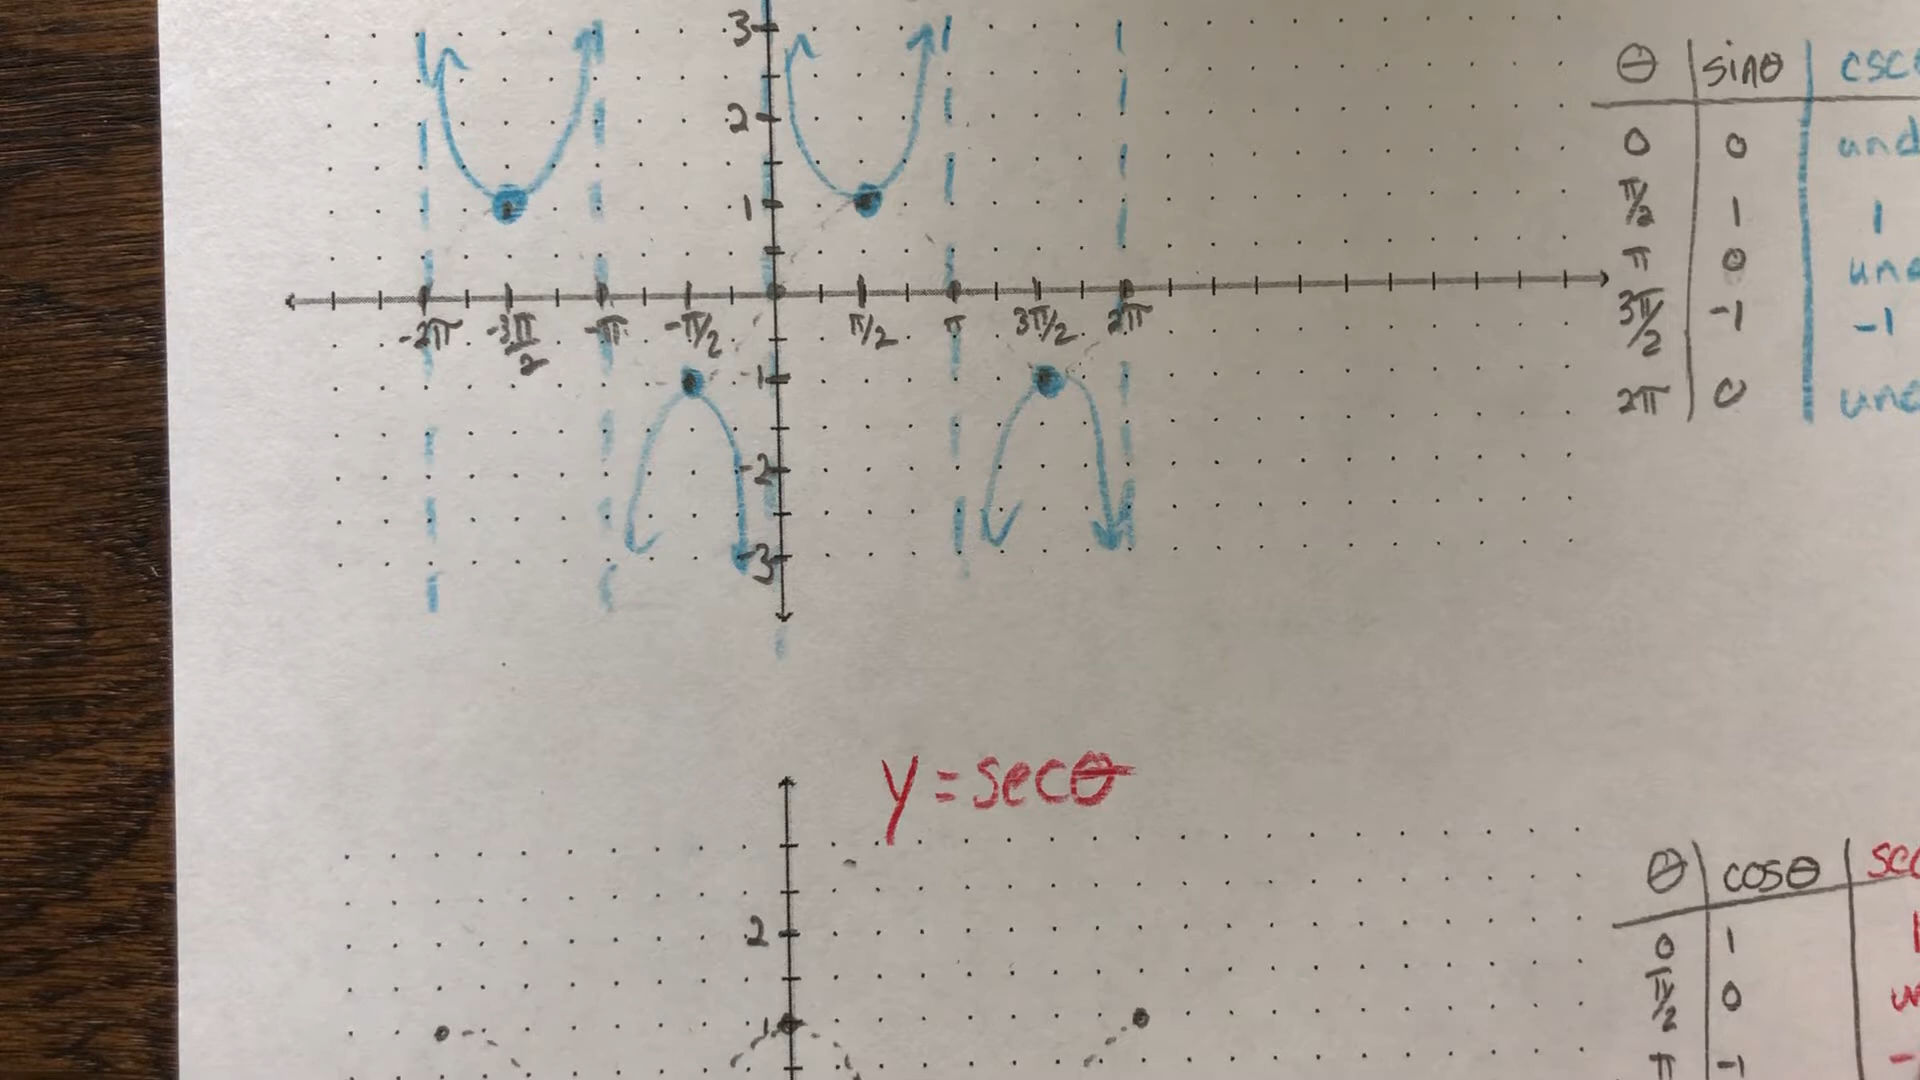 3
2
1
-2π -3π/2 -π -π/2 π/2 π 3π/2 2π
-1
-2
-3
θ sinθ csc
0 0 und
π/2 1 1
π 0 und
3π/2 -1 -1
2π 0 und
y = secθ
2
1
θ cosθ sec
0 1 1
π/2 0
π -1 -